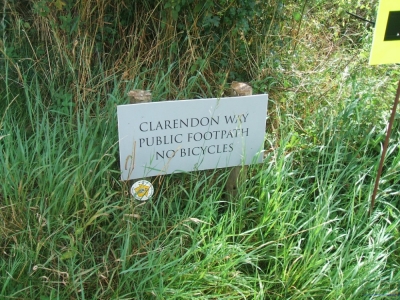 CLARENDON WAY
PUBLIC FOOTPATH
NO BICYCLES